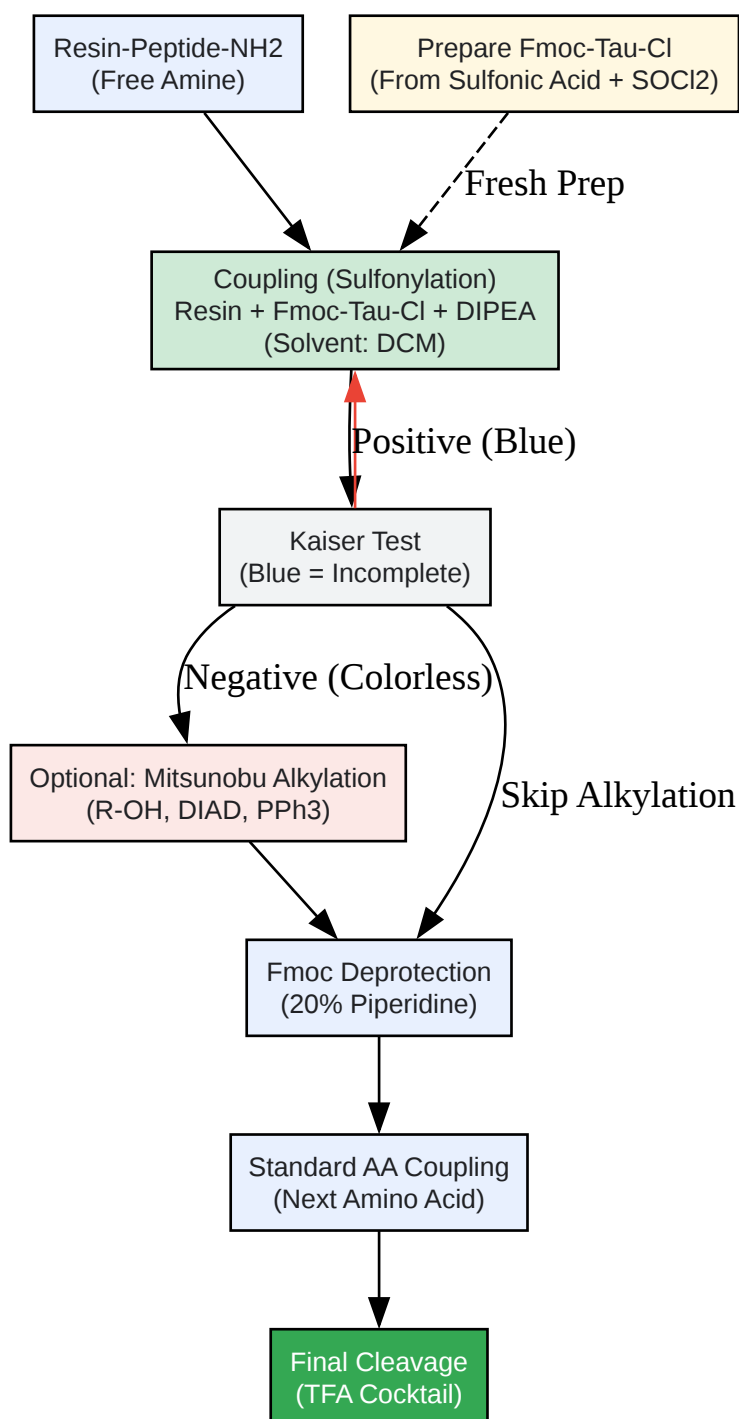 Resin-Peptide-NH2
(Free Amine)
Prepare Fmoc-Tau-Cl
(From Sulfonic Acid + SOCl2)
Fresh Prep
Coupling (Sulfonylation)
Resin + Fmoc-Tau-Cl + DIPEA
(Solvent: DCM)
Positive (Blue)
Kaiser Test
(Blue = Incomplete)
Negative (Colorless)
Optional: Mitsunobu Alkylation
(R-OH, DIAD, PPh3)
Skip Alkylation
Fmoc Deprotection
(20% Piperidine)
Standard AA Coupling
(Next Amino Acid)
Final Cleavage
(TFA Cocktail)